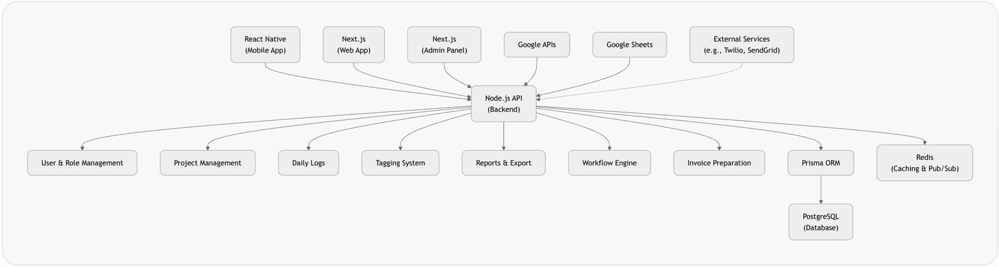 React Native
(Mobile App)
Next.js
(Web App)
Next.js
(Admin Panel)
Google APIs
Google Sheets
External Services
(e.g., Twilio, SendGrid)
Node.js API
(Backend)
User & Role Management
Project Management
Daily Logs
Tagging System
Reports & Export
Workflow Engine
Invoice Preparation
Prisma ORM
Redis
(Caching & Pub/Sub)
PostgreSQL
(Database)